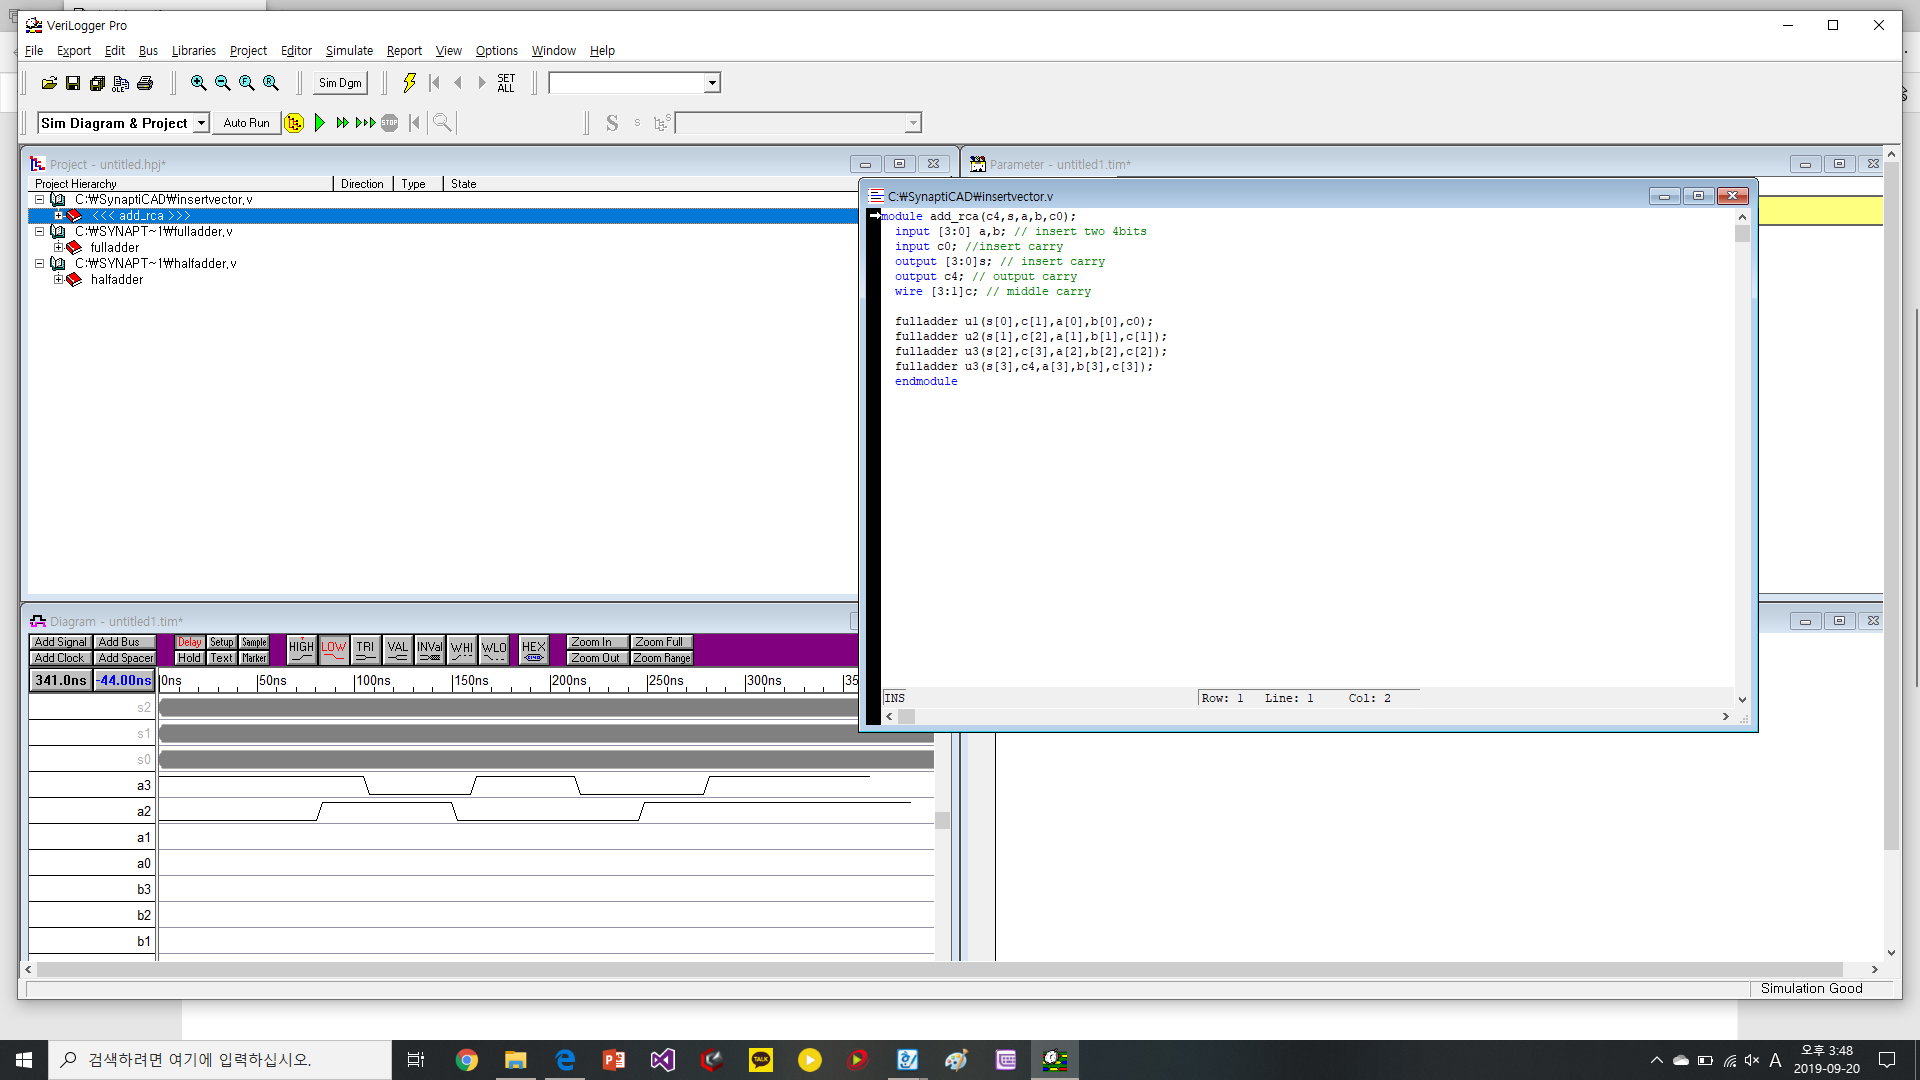 VeriLogger Pro
File Export Edit Bus Libraries Project Editor Simulate Report View Options Window Help
Sim Dgm
SET ALL
Sim Diagram & Project Auto Run
Project - untitled.hpj*
Project Hierarchy Direction Type State
C:₩SynaptiCAD₩insertvector.v
<<< add_rca >>>
C:₩SYNAPT~1₩fulladder.v
fulladder
C:₩SYNAPT~1₩halfadder.v
halfadder
Parameter - untitled1.tim*
C:₩SynaptiCAD₩insertvector.v
module add_rca(c4,s,a,b,c0);
input [3:0] a,b; // insert two 4bits
input c0; //insert carry
output [3:0]s; // insert carry
output c4; // output carry
wire [3:1]c; // middle carry
fulladder u1(s[0],c[1],a[0],b[0],c0);
fulladder u2(s[1],c[2],a[1],b[1],c[1]);
fulladder u3(s[2],c[3],a[2],b[2],c[2]);
fulladder u3(s[3],c4,a[3],b[3],c[3]);
endmodule
INS Row: 1 Line: 1 Col: 2
Diagram - untitled1.tim*
Add Signal Add Bus Delay Setup Sample HIGH LOW TRI VAL INVal WHI WLO HEX Zoom In Zoom Full
Add Clock Add Spacer Hold Text Marker Zoom Out Zoom Range
341.0ns -44.00ns 0ns 50ns 100ns 150ns 200ns 250ns 300ns 35
s2
s1
s0
a3
a2
a1
a0
b3
b2
b1
Simulation Good
검색하려면 여기에 입력하십시오.
TALK
A
오후 3:48
2019-09-20